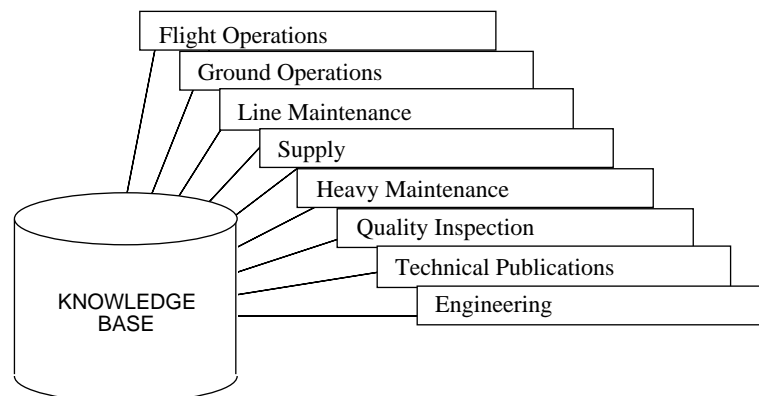 Flight Operations
Ground Operations
Line Maintenance
Supply
Heavy Maintenance
Quality Inspection
Technical Publications
Engineering
KNOWLEDGE
BASE